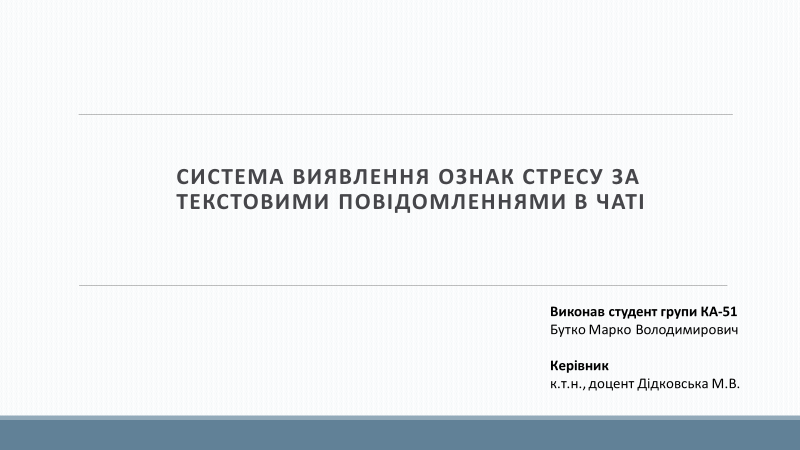 СИСТЕМА ВИЯВЛЕННЯ ОЗНАК СТРЕСУ ЗА
ТЕКСТОВИМИ ПОВІДОМЛЕННЯМИ В ЧАТІ
Виконав студент групи КА-51
Бутко Марко Володимирович
Керівник
к.т.н., доцент Дідковська М.В.